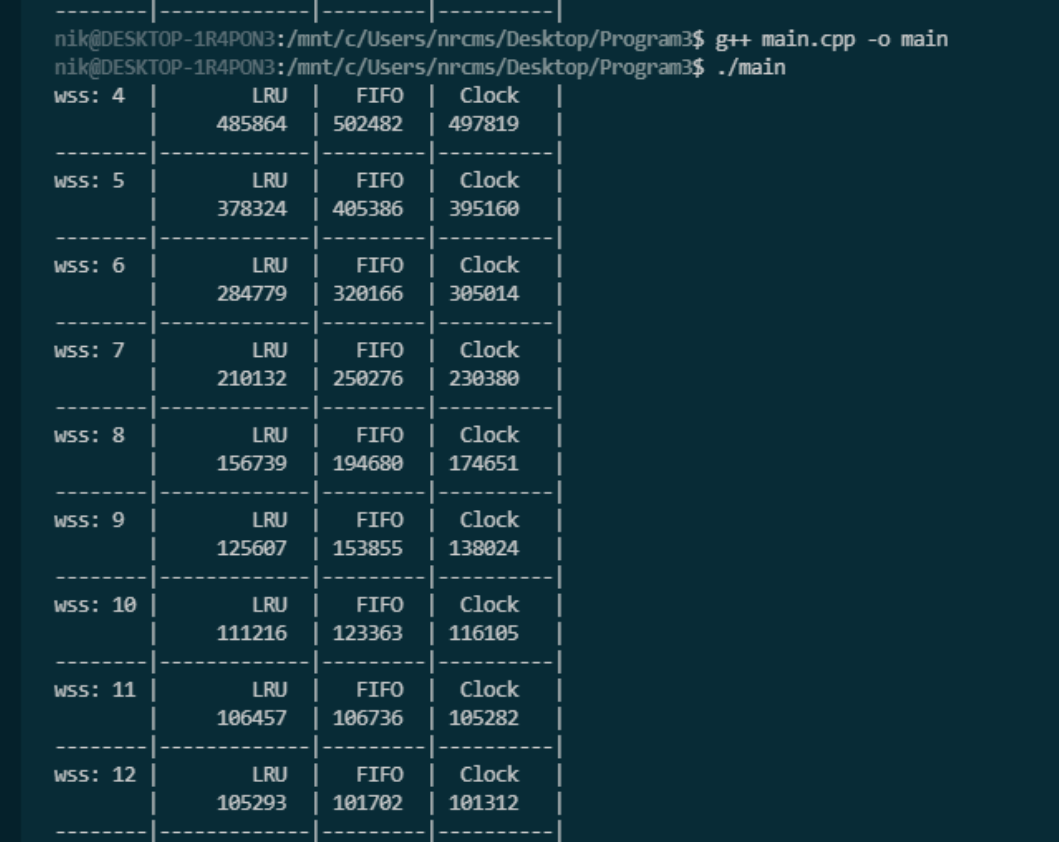 --------|-------------|---------|----------|
nik@DESKTOP-1R4PON3:/mnt/c/Users/nrcms/Desktop/Program3$ g++ main.cpp -o main
nik@DESKTOP-1R4PON3:/mnt/c/Users/nrcms/Desktop/Program3$ ./main
wss: 4  |        LRU  |   FIFO  |  Clock   |
        |     485864  | 502482  | 497819   |
--------|-------------|---------|----------|
wss: 5  |        LRU  |   FIFO  |  Clock   |
        |     378324  | 405386  | 395160   |
--------|-------------|---------|----------|
wss: 6  |        LRU  |   FIFO  |  Clock   |
        |     284779  | 320166  | 305014   |
--------|-------------|---------|----------|
wss: 7  |        LRU  |   FIFO  |  Clock   |
        |     210132  | 250276  | 230380   |
--------|-------------|---------|----------|
wss: 8  |        LRU  |   FIFO  |  Clock   |
        |     156739  | 194680  | 174651   |
--------|-------------|---------|----------|
wss: 9  |        LRU  |   FIFO  |  Clock   |
        |     125607  | 153855  | 138024   |
--------|-------------|---------|----------|
wss: 10 |        LRU  |   FIFO  |  Clock   |
        |     111216  | 123363  | 116105   |
--------|-------------|---------|----------|
wss: 11 |        LRU  |   FIFO  |  Clock   |
        |     106457  | 106736  | 105282   |
--------|-------------|---------|----------|
wss: 12 |        LRU  |   FIFO  |  Clock   |
        |     105293  | 101702  | 101312   |
--------|-------------|---------|----------|